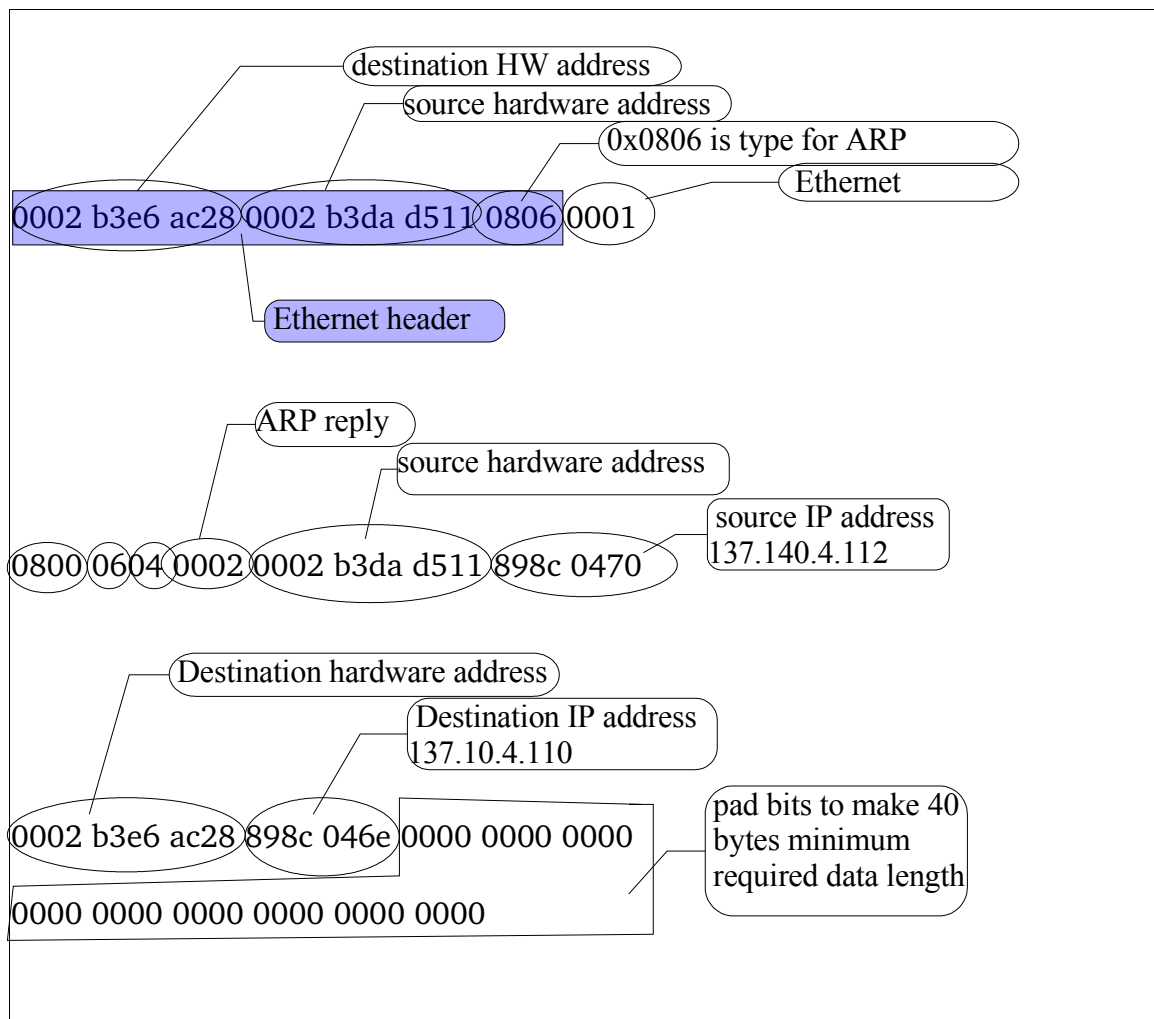 destination HW address
source hardware address
0x0806 is type for ARP
Ethernet
0002 b3e6 ac28 0002 b3da d511 0806 0001
Ethernet header
ARP reply
source hardware address
source IP address
137.140.4.112
0800 06 04 0002 0002 b3da d511 898c 0470
Destination hardware address
Destination IP address
137.10.4.110
0002 b3e6 ac28 898c 046e 0000 0000 0000
pad bits to make 40
bytes minimum
required data length
0000 0000 0000 0000 0000 0000